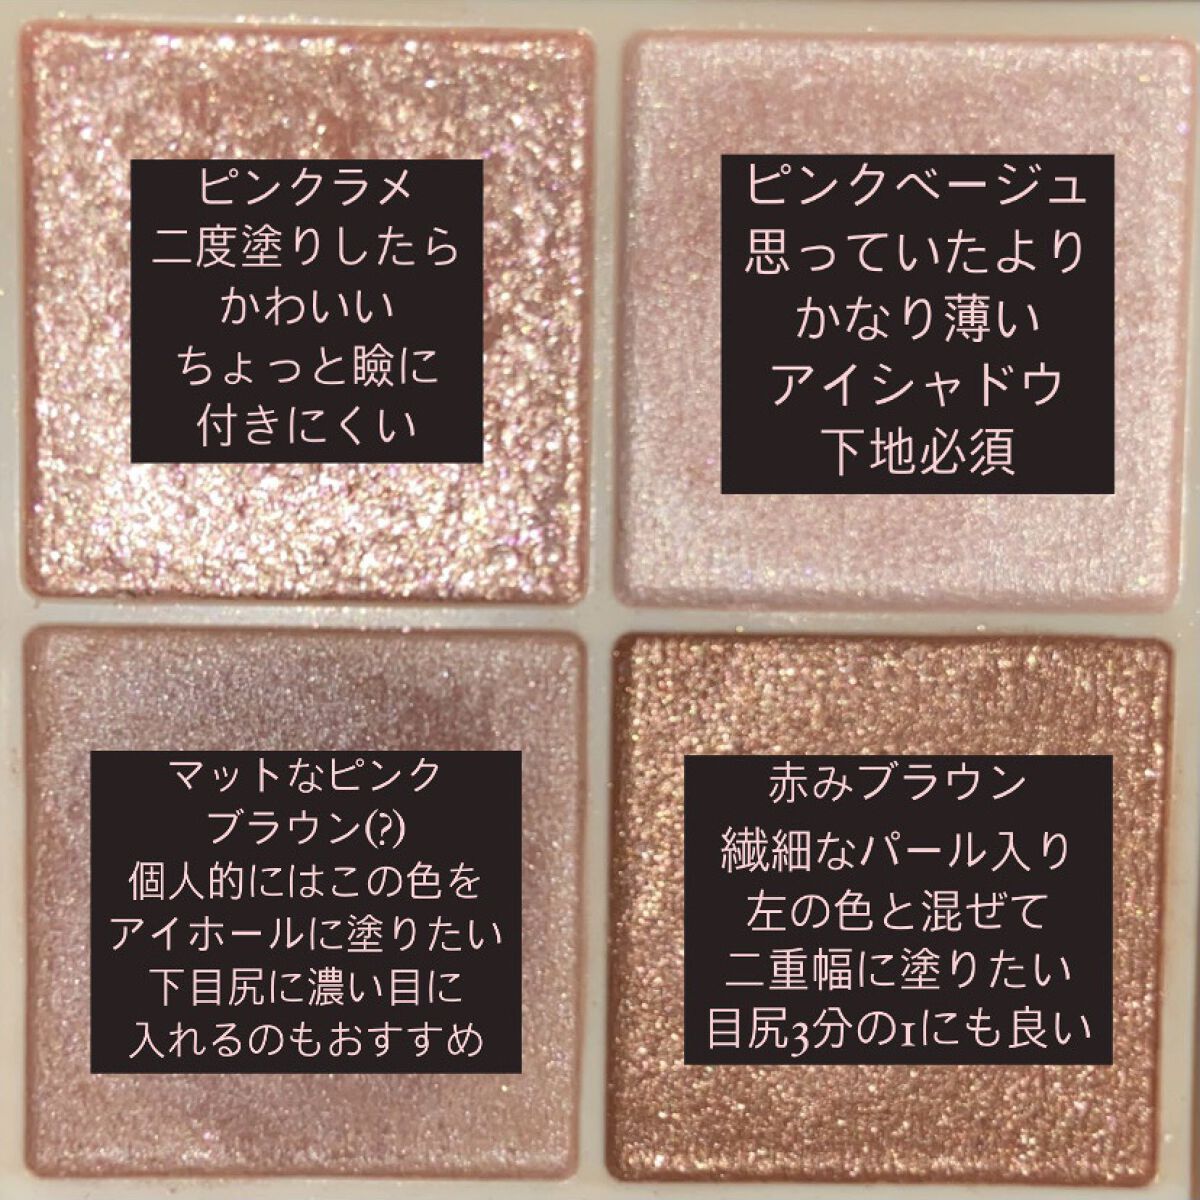 ピンクラメ
二度塗りしたら
かわいい
ちょっと瞼に
付きにくい
ピンクベージュ
思っていたより
かなり薄い
アイシャドウ
下地必須
マットなピンク
ブラウン(?)
個人的にはこの色を
アイホールに塗りたい
下目尻に濃い目に
入れるのもおすすめ
赤みブラウン
繊細なパール入り
左の色と混ぜて
二重幅に塗りたい
目尻3分の1にも良い